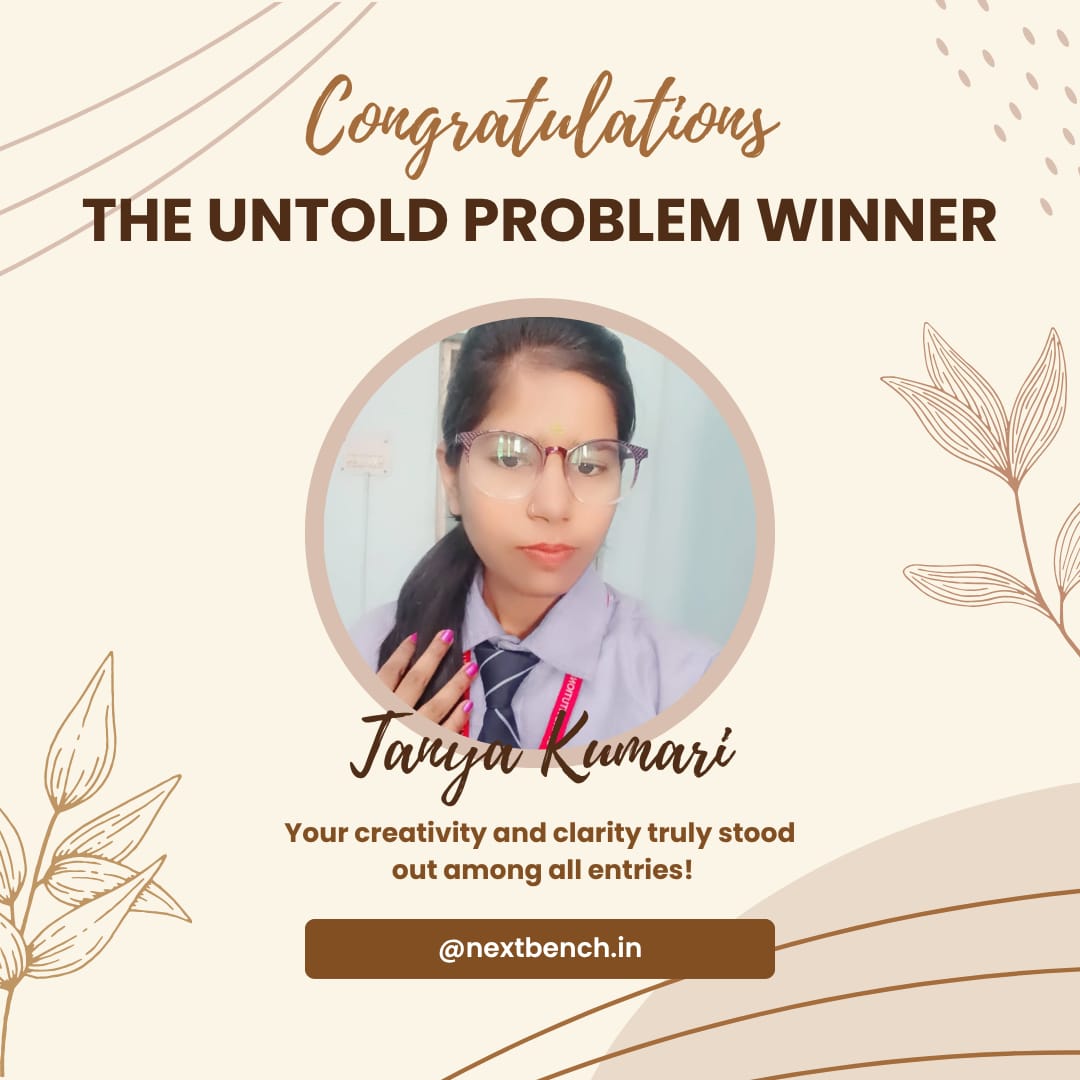 Congratulations
THE UNTOLD PROBLEM WINNER
Tanya Kumari
Your creativity and clarity truly stood
out among all entries!
@nextbench.in